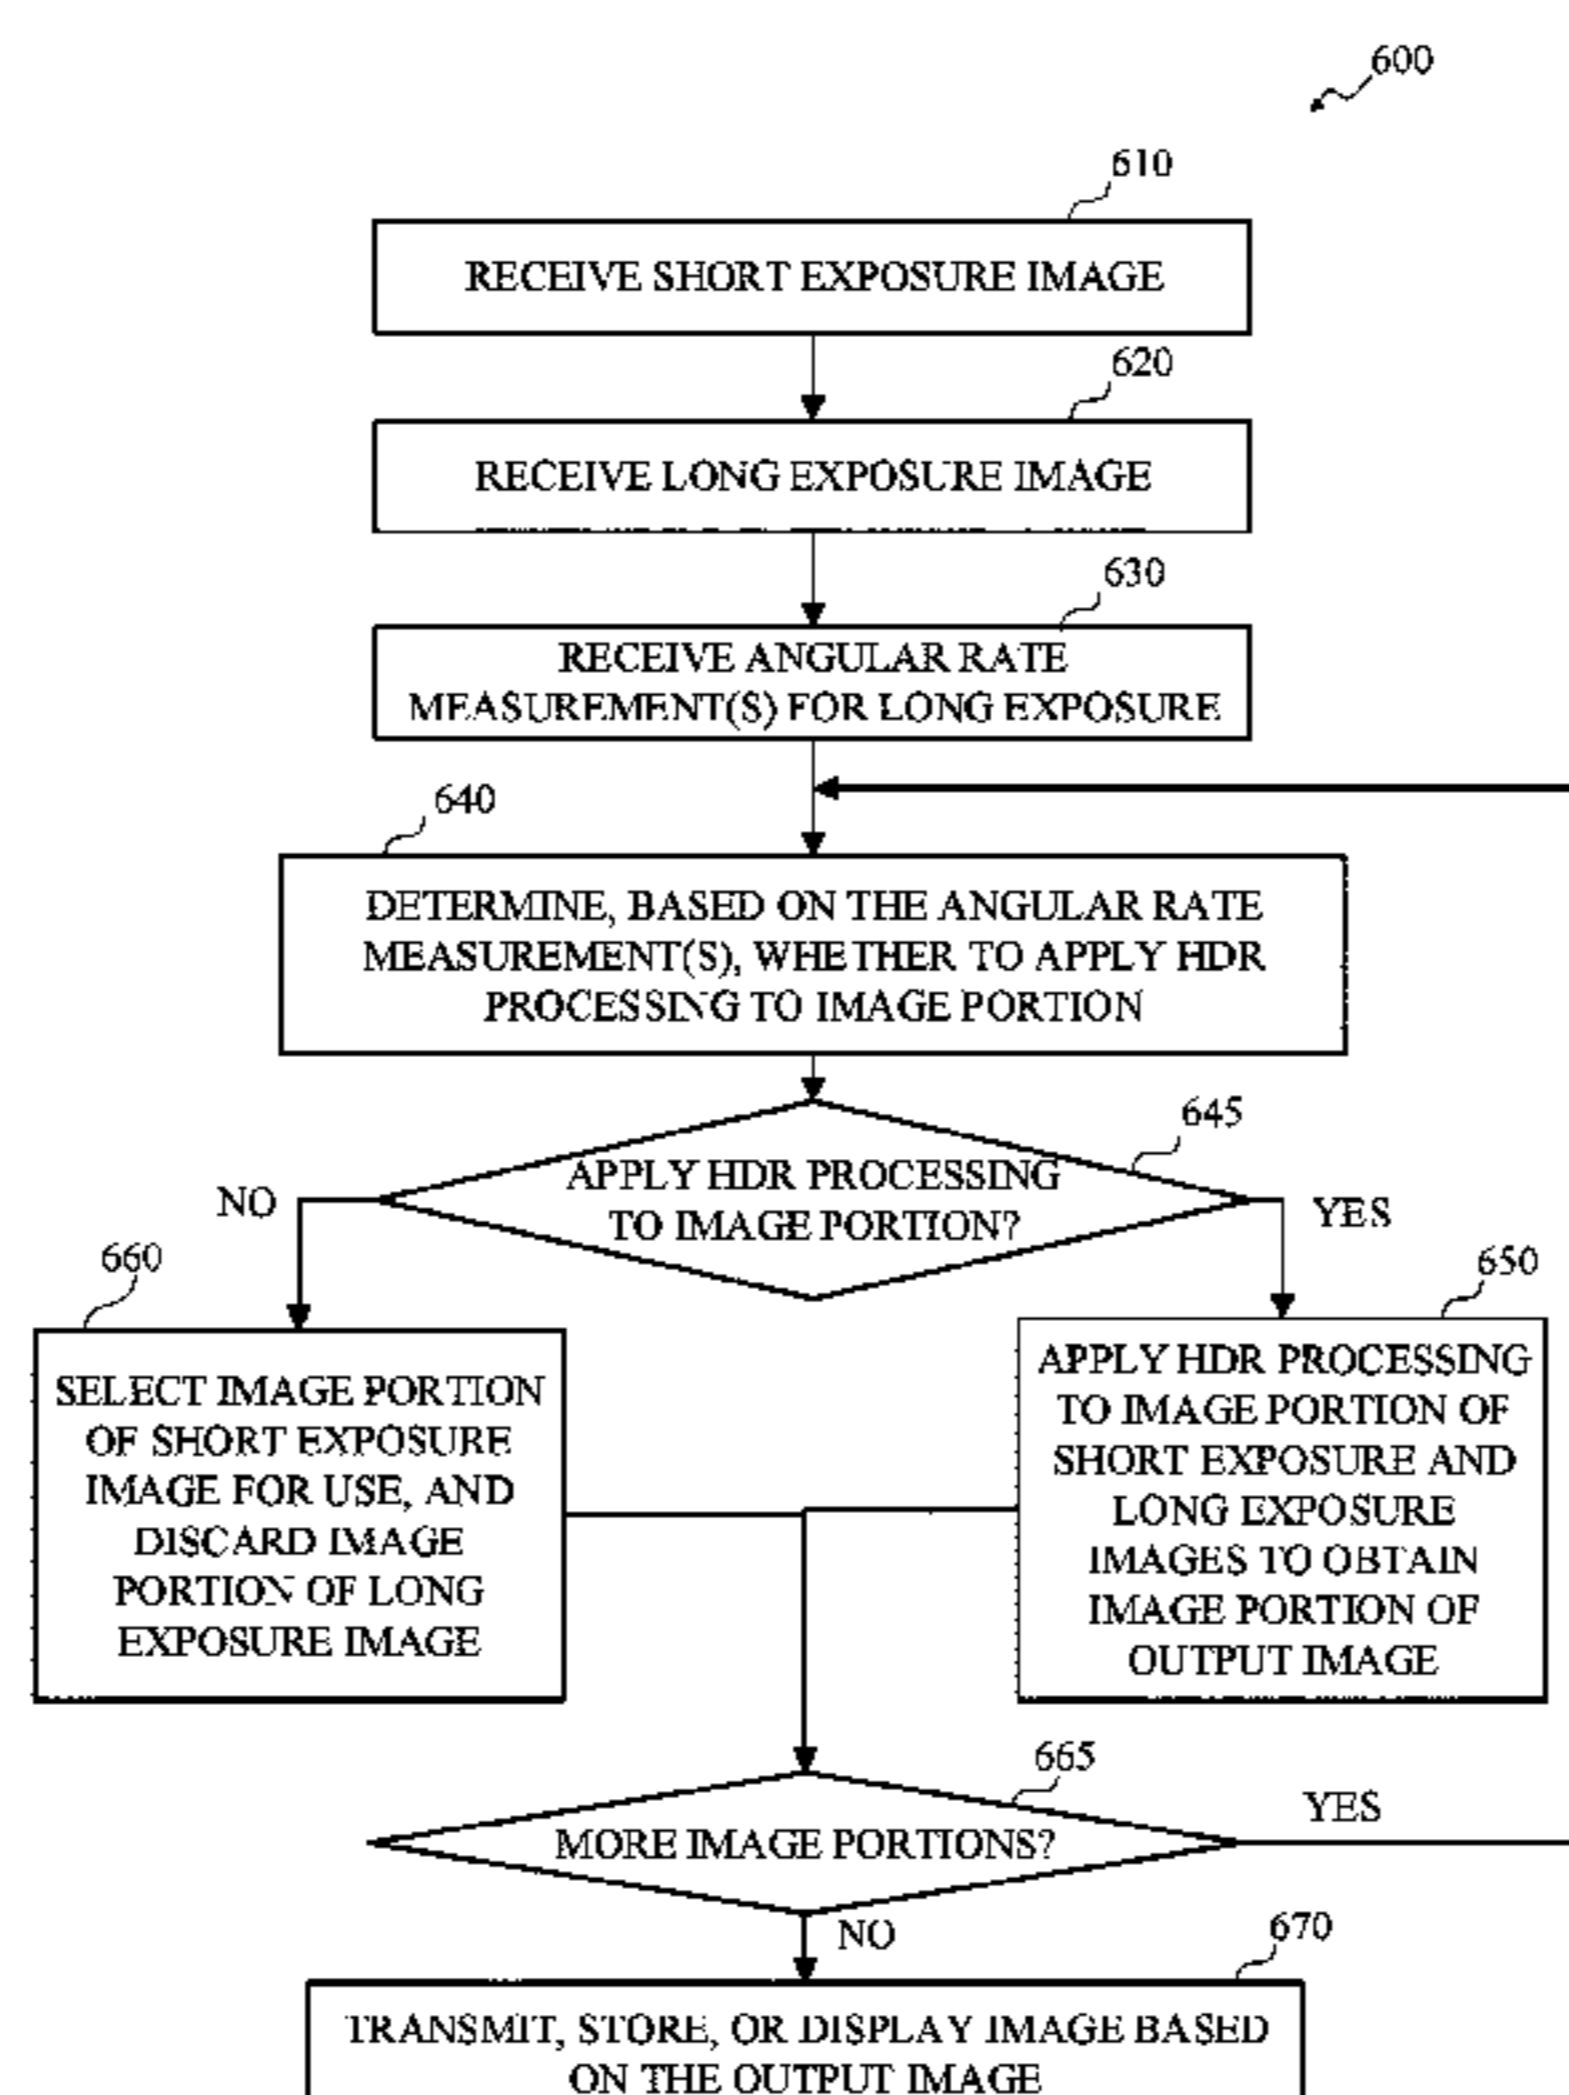 600
610
RECEIVE SHORT EXPOSURE IMAGE
620
RECEIVE LONG EXPOSURE IMAGE
630
RECEIVE ANGULAR RATE
MEASUREMENT(S) FOR LONG EXPOSURE
640
DETERMINE, BASED ON THE ANGULAR RATE
MEASUREMENT(S), WHETHER TO APPLY HDR
PROCESSING TO IMAGE PORTION
645
APPLY HDR PROCESSING
TO IMAGE PORTION?
NO
YES
660
SELECT IMAGE PORTION
OF SHORT EXPOSURE
IMAGE FOR USE, AND
DISCARD IMAGE
PORTION OF LONG
EXPOSURE IMAGE
650
APPLY HDR PROCESSING
TO IMAGE PORTION OF
SHORT EXPOSURE AND
LONG EXPOSURE
IMAGES TO OBTAIN
IMAGE PORTION OF
OUTPUT IMAGE
665
MORE IMAGE PORTIONS?
YES
NO
670
TRANSMIT, STORE, OR DISPLAY IMAGE BASED
ON THE OUTPUT IMAGE